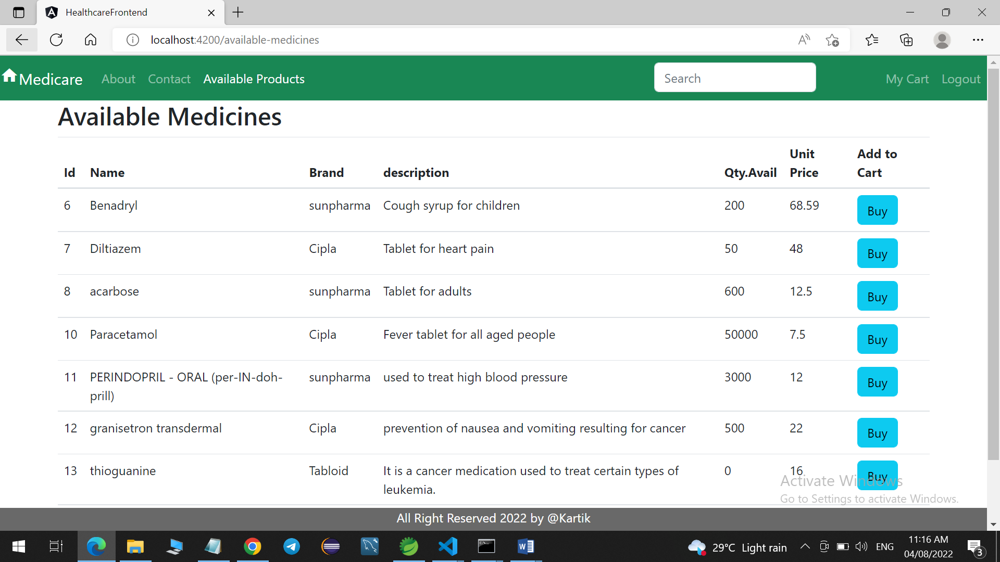 HealthcareFrontend
localhost:4200/available-medicines
Medicare About Contact Available Products Search My Cart Logout
Available Medicines
Id Name Brand description Qty.Avail Unit Price Add to Cart
6 Benadryl sunpharma Cough syrup for children 200 68.59 Buy
7 Diltiazem Cipla Tablet for heart pain 50 48 Buy
8 acarbose sunpharma Tablet for adults 600 12.5 Buy
10 Paracetamol Cipla Fever tablet for all aged people 50000 7.5 Buy
11 PERINDOPRIL - ORAL (per-IN-doh- sunpharma used to treat high blood pressure 3000 12 Buy
prill)
12 granisetron transdermal Cipla prevention of nausea and vomiting resulting for cancer 500 22 Buy
13 thioguanine Tabloid It is a cancer medication used to treat certain types of 0 16 Buy
leukemia.
Activate Windows
Go to Settings to activate Windows.
All Right Reserved 2022 by @Kartik
29°C Light rain ENG 11:16 AM
04/08/2022 3